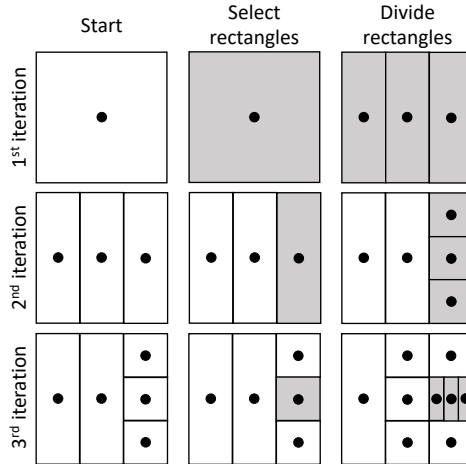 Start
Select
rectangles
Divide
rectangles
1st iteration
2nd iteration
3rd iteration